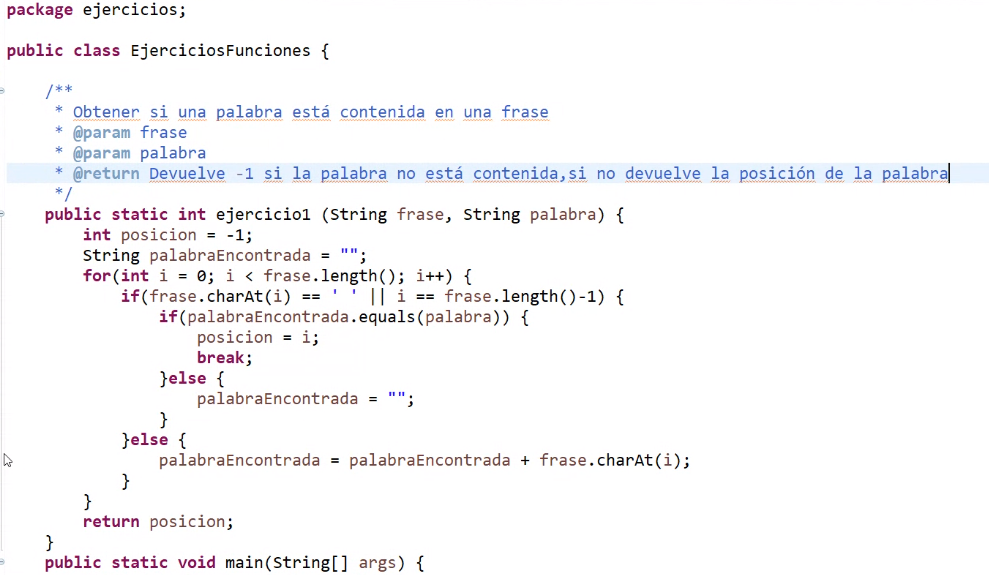 package ejercicios;
public class EjerciciosFunciones {
/**
* Obtener si una palabra está contenida en una frase
* @param frase
* @param palabra
* @return Devuelve -1 si la palabra no está contenida,si no devuelve la posición de la palabra
*/
public static int ejercicio1 (String frase, String palabra) {
int posicion = -1;
String palabraEncontrada = "";
for(int i = 0; i < frase.length(); i++) {
if(frase.charAt(i) == ' ' || i == frase.length()-1) {
if(palabraEncontrada.equals(palabra)) {
posicion = i;
break;
}else {
palabraEncontrada = "";
}
}else {
palabraEncontrada = palabraEncontrada + frase.charAt(i);
}
}
return posicion;
}
public static void main(String[] args) {